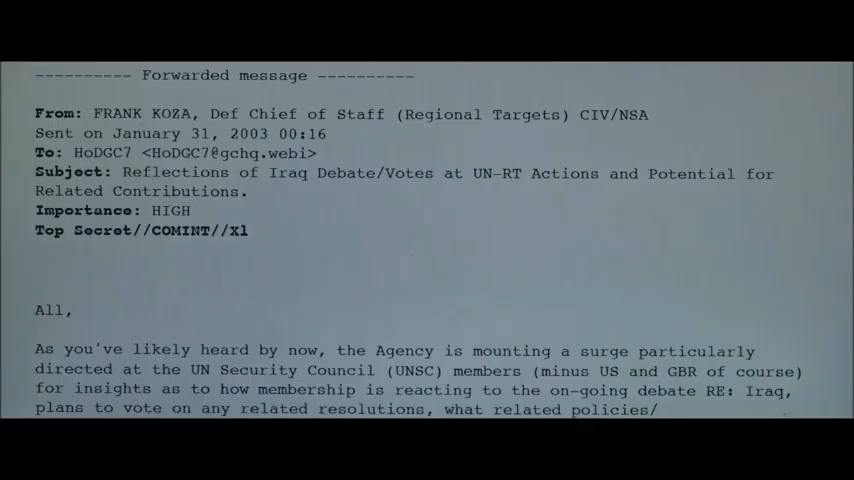 ---------- Forwarded message ----------
From: FRANK KOZA, Def Chief of Staff (Regional Targets) CIV/NSA
Sent on January 31, 2003 00:16
To: HoDGC7 <HoDGC7@gchq.webi>
Subject: Reflections of Iraq Debate/Votes at UN-RT Actions and Potential for
Related Contributions.
Importance: HIGH
Top Secret//COMINT//Xl
All,
As you've likely heard by now, the Agency is mounting a surge particularly
directed at the UN Security Council (UNSC) members (minus US and GBR of course)
for insights as to how membership is reacting to the on-going debate RE: Iraq,
plans to vote on any related resolutions, what related policies/